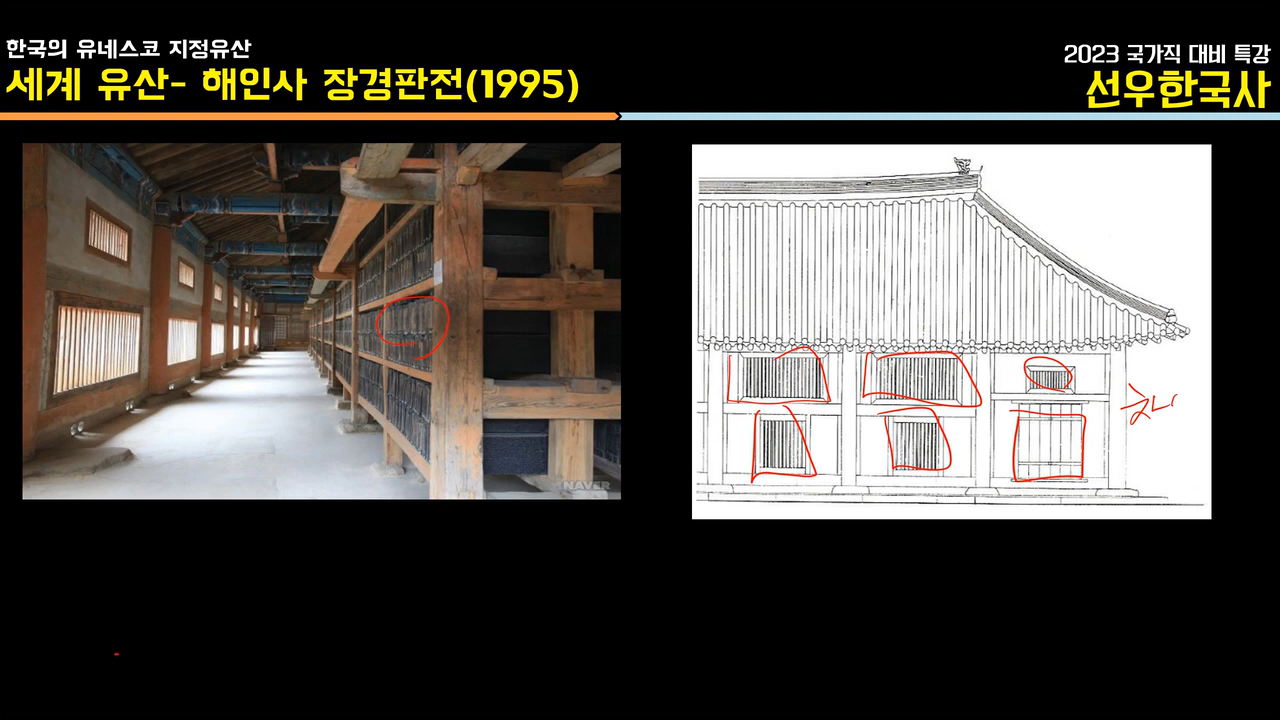 한국의 유네스코 지정유산
세계 유산- 해인사 장경판전(1995)
2023 국가직 대비 특강
선우한국사
NAVER